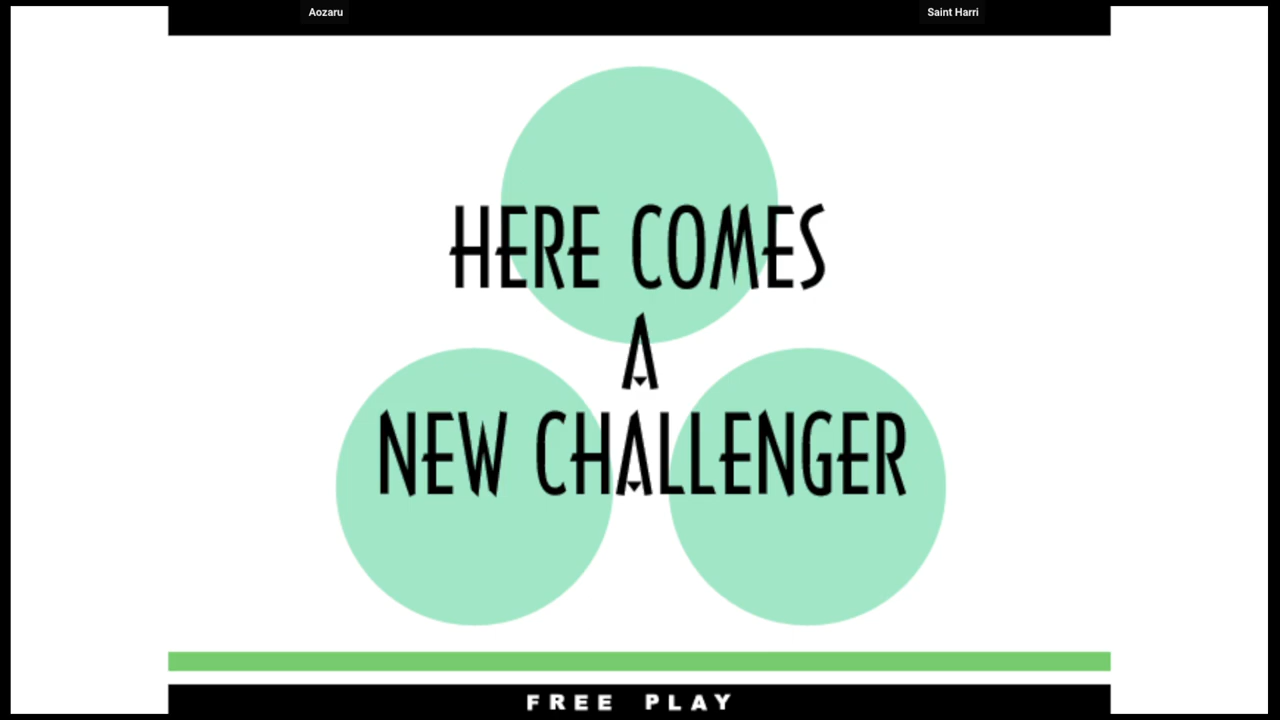 Aozaru
Saint Harri
HERE COMES
A
NEW CHALLENGER
FREE PLAY